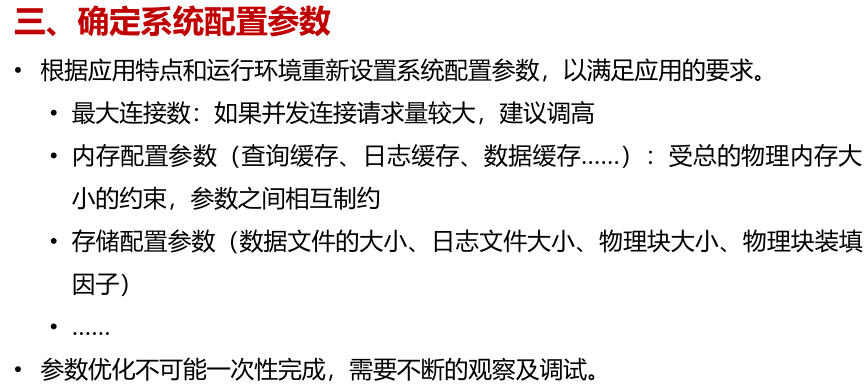 三、确定系统配置参数
• 根据应用特点和运行环境重新设置系统配置参数，以满足应用的要求。
• 最大连接数：如果并发连接请求量较大，建议调高
• 内存配置参数（查询缓存、日志缓存、数据缓存……）：受总的物理内存大
小的约束，参数之间相互制约
• 存储配置参数（数据文件的大小、日志文件大小、物理块大小、物理块装填
因子）
• ……
• 参数优化不可能一次性完成，需要不断的观察及调试。